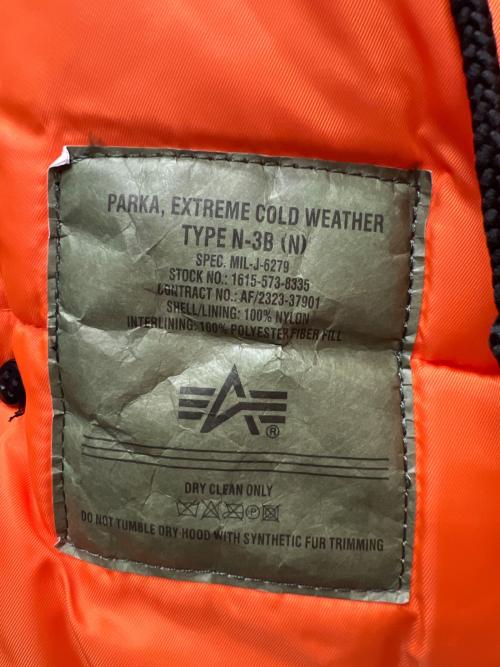 PARKA, EXTREME COLD WEATHER
TYPE N-3B (N)
SPEC. MIL-J-6279
STOCK NO.: 1615-573-8335
CONTRACT NO.: AF/2323-37901
SHELL/LINING: 100% NYLON
INTERLINING: 100% POLYESTER FIBER FILL
®
DRY CLEAN ONLY
P
DO NOT TUMBLE DRY-HOOD WITH SYNTHETIC FUR TRIMMING